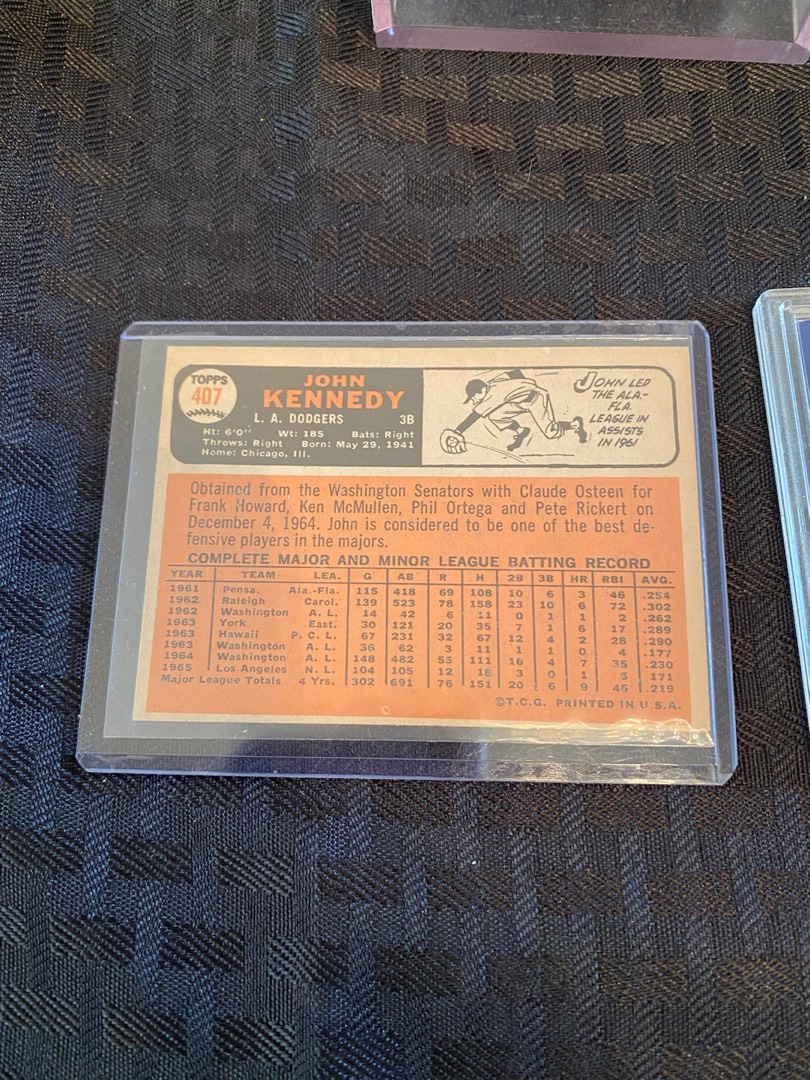 TOPPS
407
JOHN
KENNEDY
L. A. DODGERS 3B
Ht: 6'0" Wt: 185 Bats: Right
Throws: Right Born: May 29, 1941
Home: Chicago, Ill.
JOHN LED
THE ALA.-
FLA.
LEAGUE IN
ASSISTS
IN 1961
Obtained from the Washington Senators with Claude Osteen for
Frank Howard, Ken McMullen, Phil Ortega and Pete Rickert on
December 4, 1964. John is considered to be one of the best de-
fensive players in the majors.
COMPLETE MAJOR AND MINOR LEAGUE BATTING RECORD
YEAR TEAM LEA. G AB R H 2B 3B HR RBI AVG.
1961 Pensa. Ala.-Fla. 115 418 69 108 10 6 3 46 .254
1962 Raleigh Carol. 139 523 78 158 23 10 6 72 .302
1962 Washington A. L. 14 42 6 11 0 1 1 2 .262
1963 York East. 30 121 20 35 7 1 6 17 .289
1963 Hawaii P. C. L. 67 231 32 67 12 4 2 28 .290
1963 Washington A. L. 36 62 3 11 1 1 0 4 .177
1964 Washington A. L. 148 482 55 111 16 4 7 35 .230
1965 Los Angeles N. L. 104 105 12 18 3 0 1 5 .171
Major League Totals 4 Yrs. 302 691 76 151 20 6 9 46 .219
©T.C.G. PRINTED IN U.S.A.